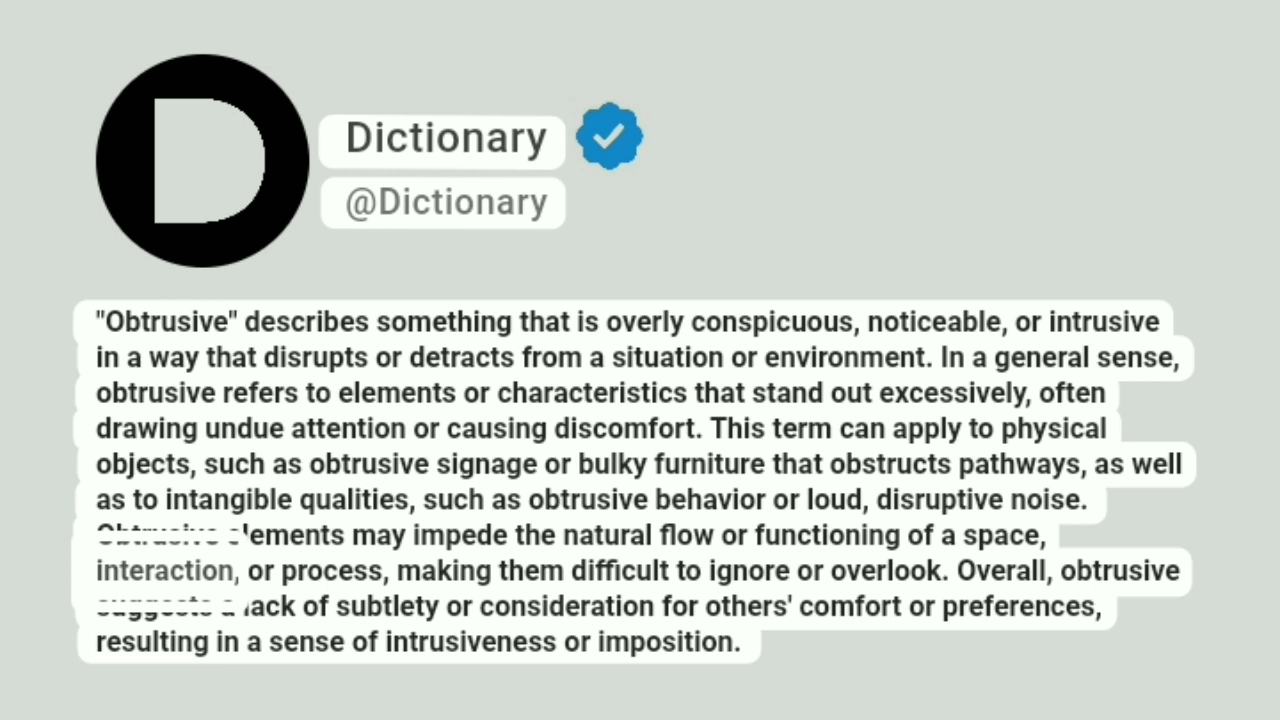 D
Dictionary
@Dictionary
"Obtrusive" describes something that is overly conspicuous, noticeable, or intrusive
in a way that disrupts or detracts from a situation or environment. In a general sense,
obtrusive refers to elements or characteristics that stand out excessively, often
drawing undue attention or causing discomfort. This term can apply to physical
objects, such as obtrusive signage or bulky furniture that obstructs pathways, as well
as to intangible qualities, such as obtrusive behavior or loud, disruptive noise.
Obtrusive elements may impede the natural flow or functioning of a space,
interaction, or process, making them difficult to ignore or overlook. Overall, obtrusive
suggests a lack of subtlety or consideration for others' comfort or preferences,
resulting in a sense of intrusiveness or imposition.